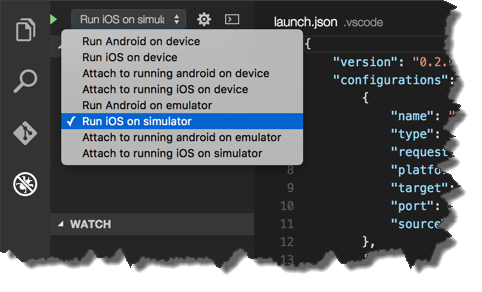 Run iOS on simula
launch.json .vscode
Run Android on device
Run iOS on device
Attach to running android on device
Attach to running iOS on device
Run Android on emulator
✓ Run iOS on simulator
Attach to running android on emulator
Attach to running iOS on simulator
WATCH
{
"version": "0.2.
"configurations":
{
"name": "
"type":
"request
8 "platfo
9 "target"
10 "port":
11 "source
12 },
13